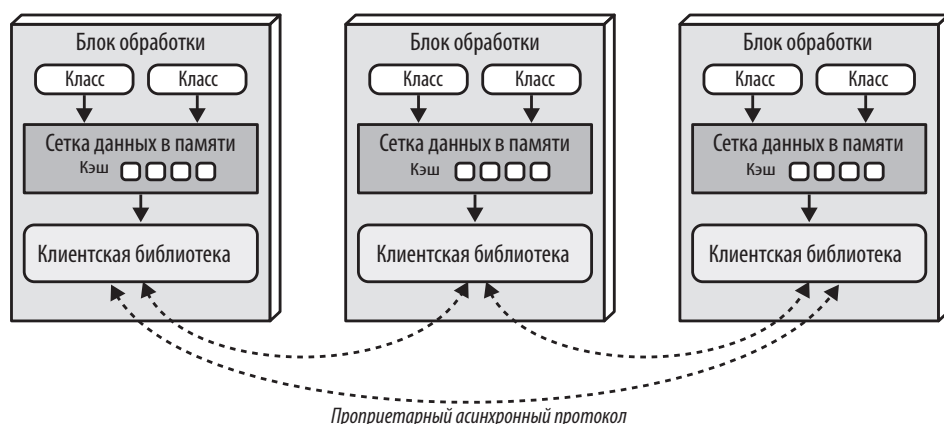 Блок обработки
Класс Класс
Сетка данных в памяти
Кэш
Клиентская библиотека
Блок обработки
Класс Класс
Сетка данных в памяти
Кэш
Клиентская библиотека
Блок обработки
Класс Класс
Сетка данных в памяти
Кэш
Клиентская библиотека
Проприетарный асинхронный протокол